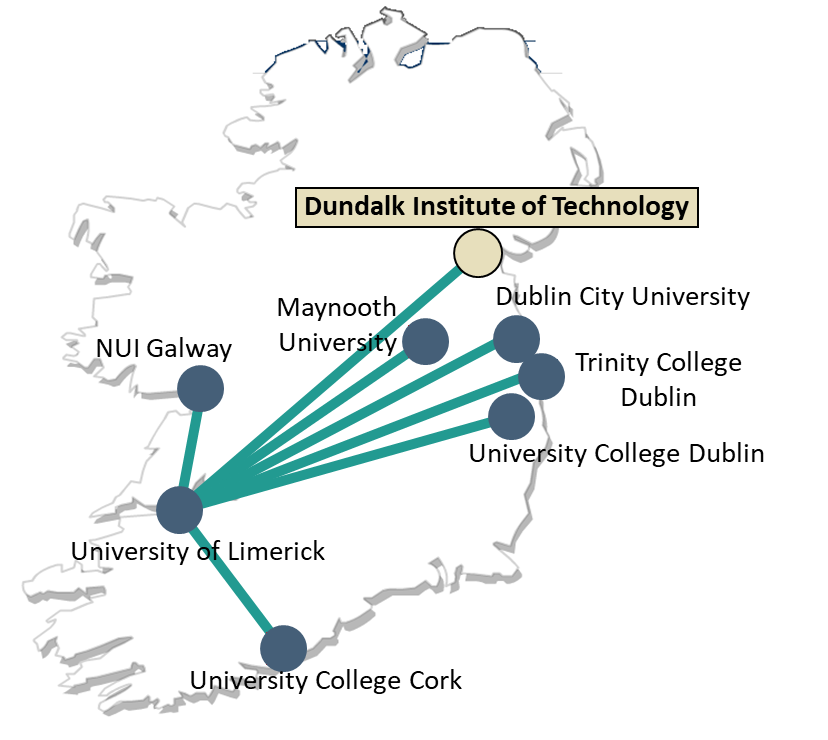 Dundalk Institute of Technology
Dublin City University
Maynooth
University
NUI Galway
Trinity College
Dublin
University College Dublin
University of Limerick
University College Cork